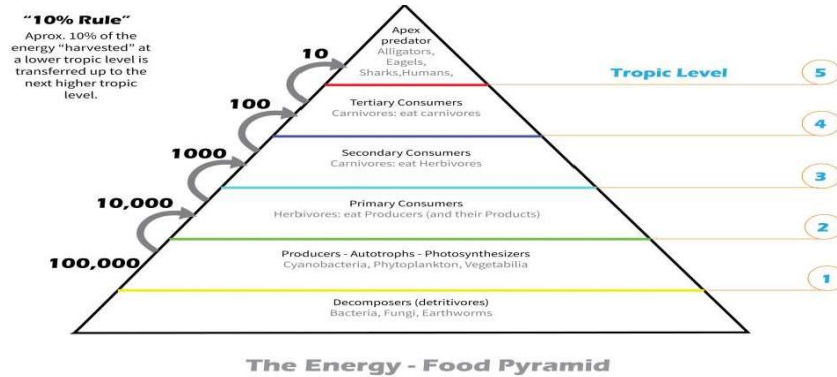 “10% Rule”
Aprox. 10% of the
energy “harvested” at
a lower tropic level is
transferred up to the
next higher tropic
level.
Apex
predator
Alligators,
Eagels,
Sharks,Humans,
10
Tropic Level
5
100
Tertiary Consumers
Carnivores: eat carnivores
4
1000
Secondary Consumers
Carnivores: eat Herbivores
3
10,000
Primary Consumers
Herbivores: eat Producers (and their Products)
2
100,000
Producers - Autotrophs - Photosynthesizers
Cyanobacteria, Phytoplankton, Vegetabilia
1
Decomposers (detritivores)
Bacteria, Fungi, Earthworms
The Energy - Food Pyramid